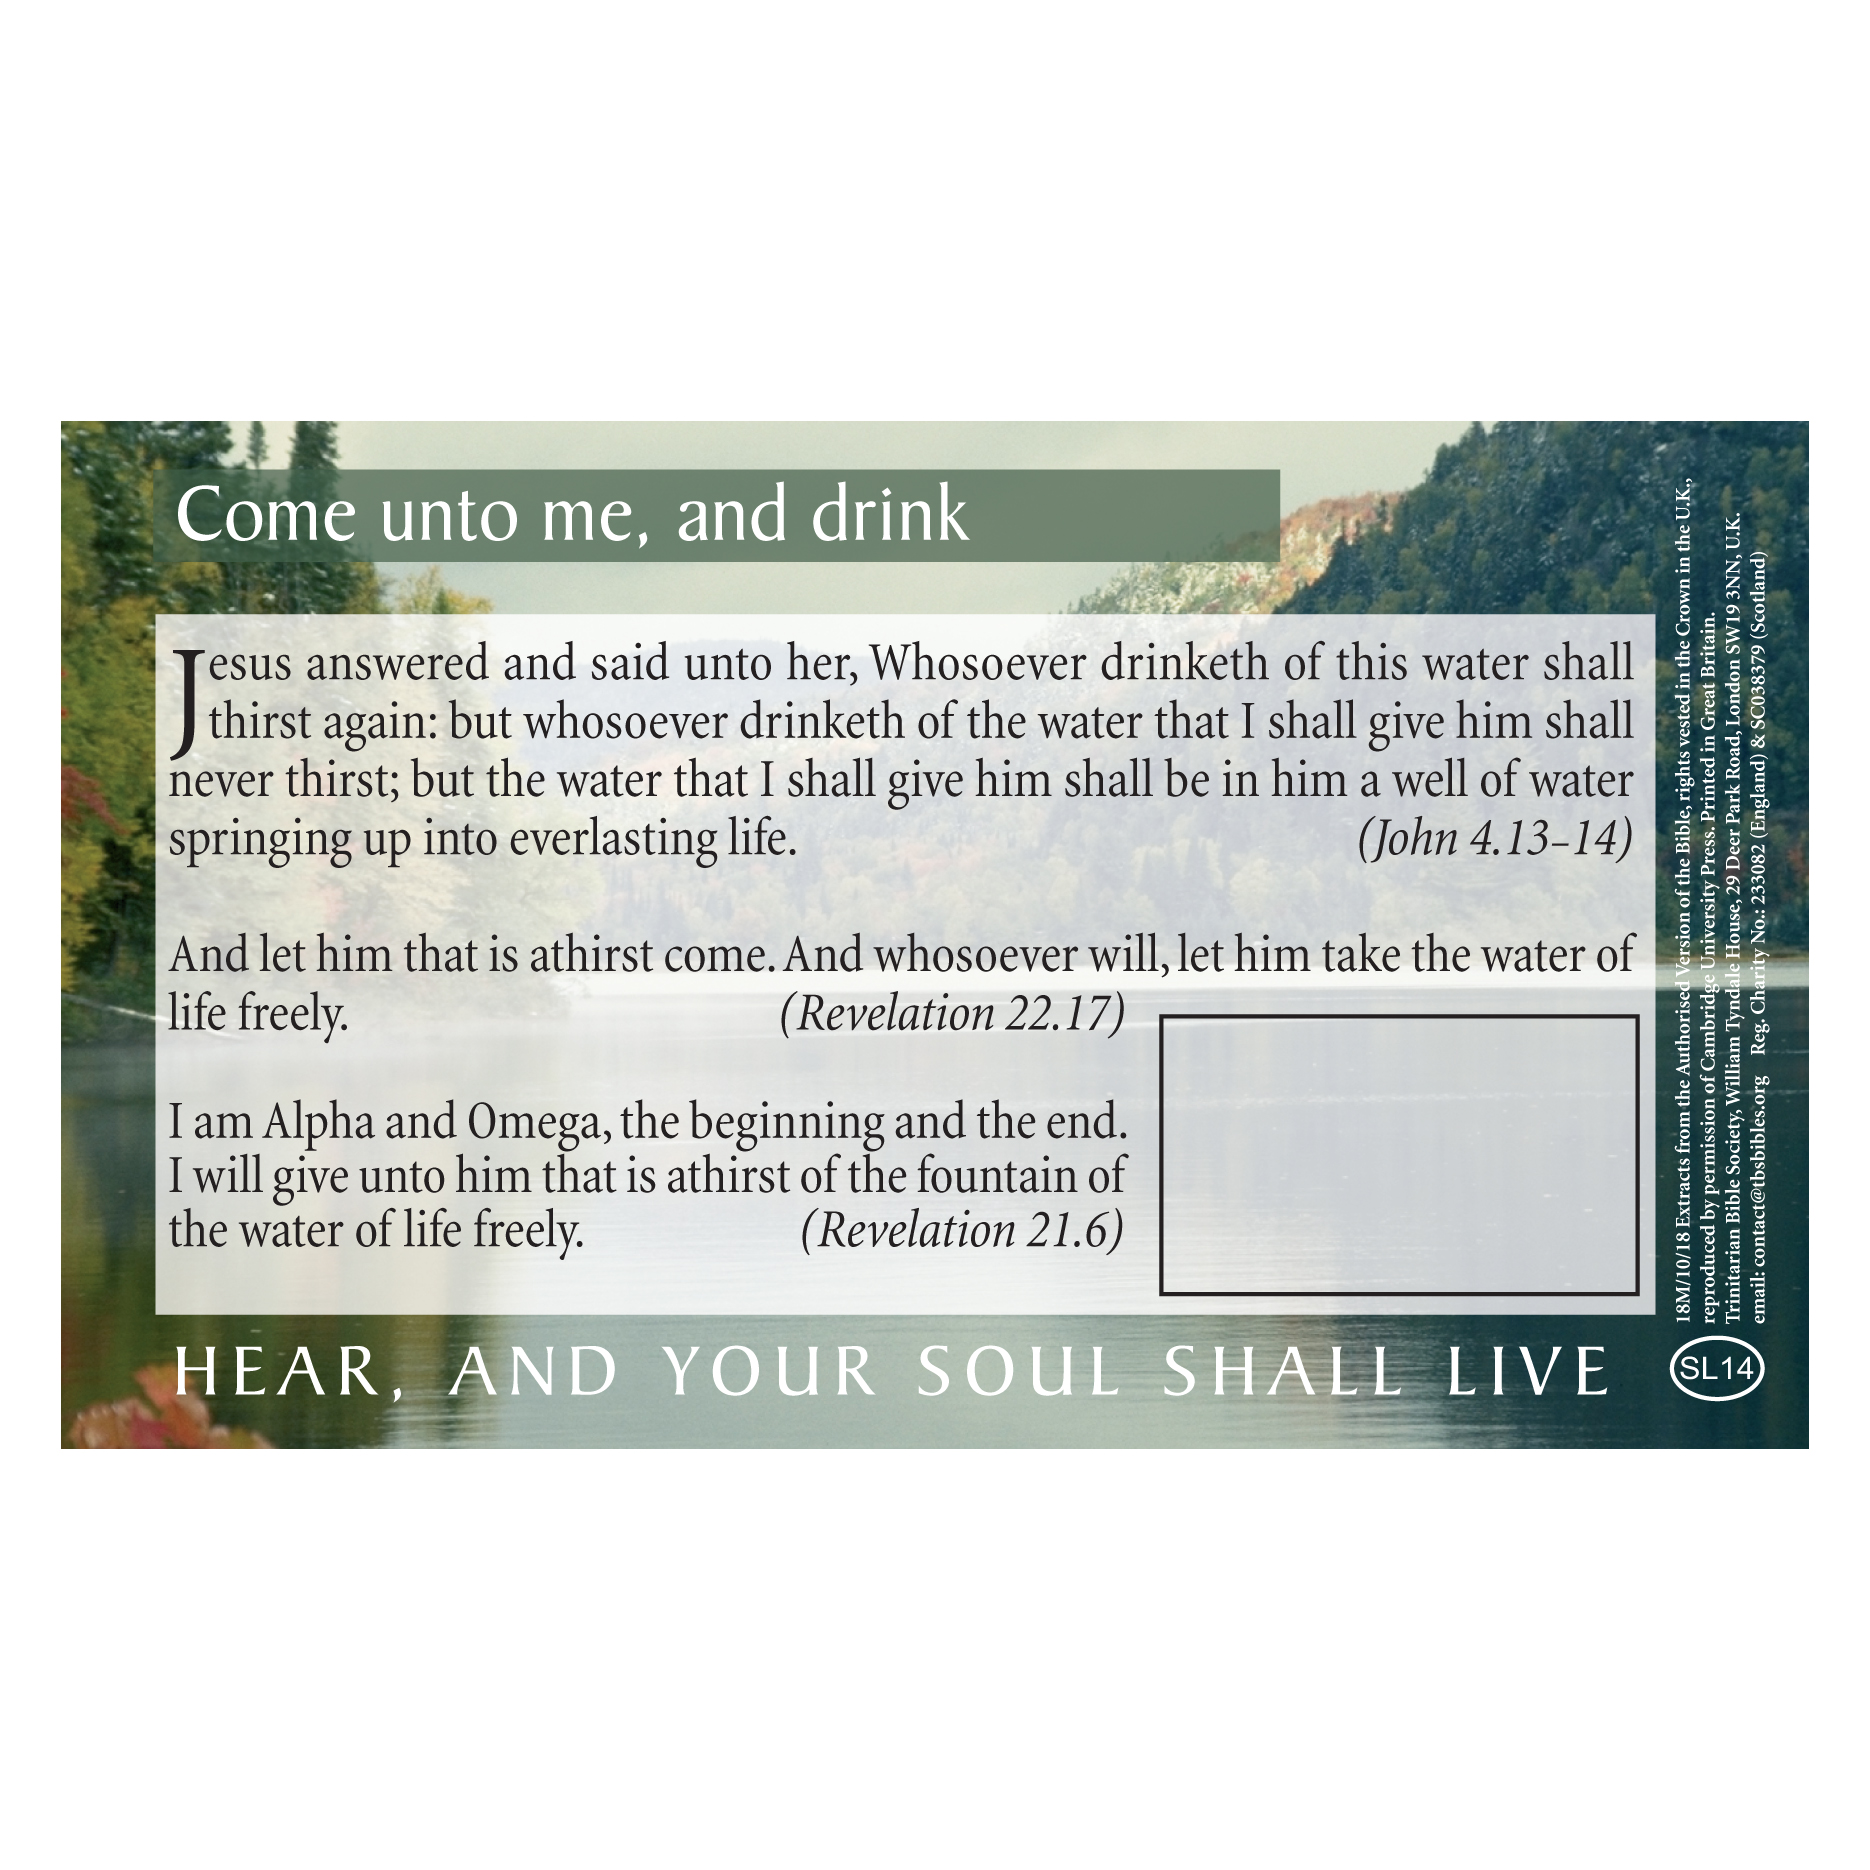 Come unto me, and drink
Jesus answered and said unto her, Whosoever drinketh of this water shall
thirst again: but whosoever drinketh of the water that I shall give him shall
never thirst; but the water that I shall give him shall be in him a well of water
springing up into everlasting life. (John 4.13–14)
And let him that is athirst come. And whosoever will, let him take the water of
life freely. (Revelation 22.17)
I am Alpha and Omega, the beginning and the end.
I will give unto him that is athirst of the fountain of
the water of life freely. (Revelation 21.6)
HEAR, AND YOUR SOUL SHALL LIVE
18M/10/18 Extracts from the Authorised Version of the Bible, rights vested in the Crown in the U.K.,
reproduced by permission of Cambridge University Press. Printed in Great Britain.
Trinitarian Bible Society, William Tyndale House, 29 Deer Park Road, London SW19 3NN, U.K.
email: contact@tbsbibles.org Reg. Charity No.: 233082 (England) & SC038379 (Scotland)
SL14